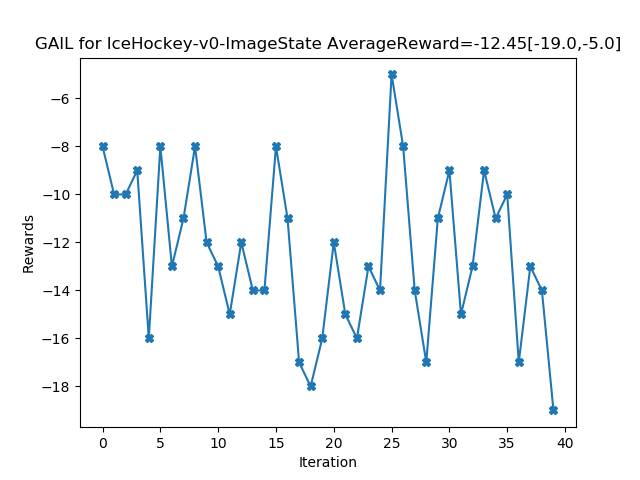 GAIL for IceHockey-v0-ImageState AverageReward=-12.45[-19.0,-5.0]
−6
−8
−10
−12
−14
−16
−18
Rewards
0 5 10 15 20 25 30 35 40
Iteration